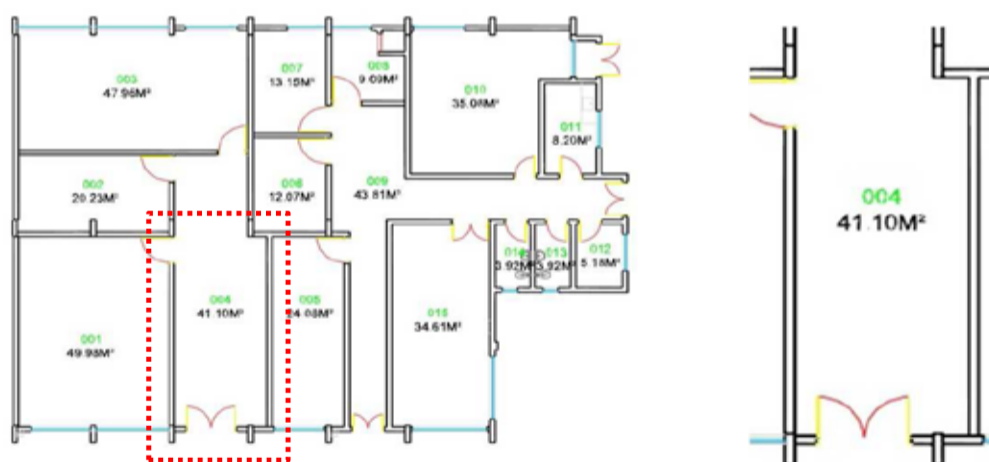 003
47.96M²
007
13.15M²
008
9.09M²
010
35.08M²
011
8.20M²
002
20.23M²
006
12.07M²
009
43.81M²
004
41.10M²
005
24.08M²
001
49.98M²
015
34.61M²
014
3.92M²
013
3.92M²
012
5.18M²
004
41.10M²